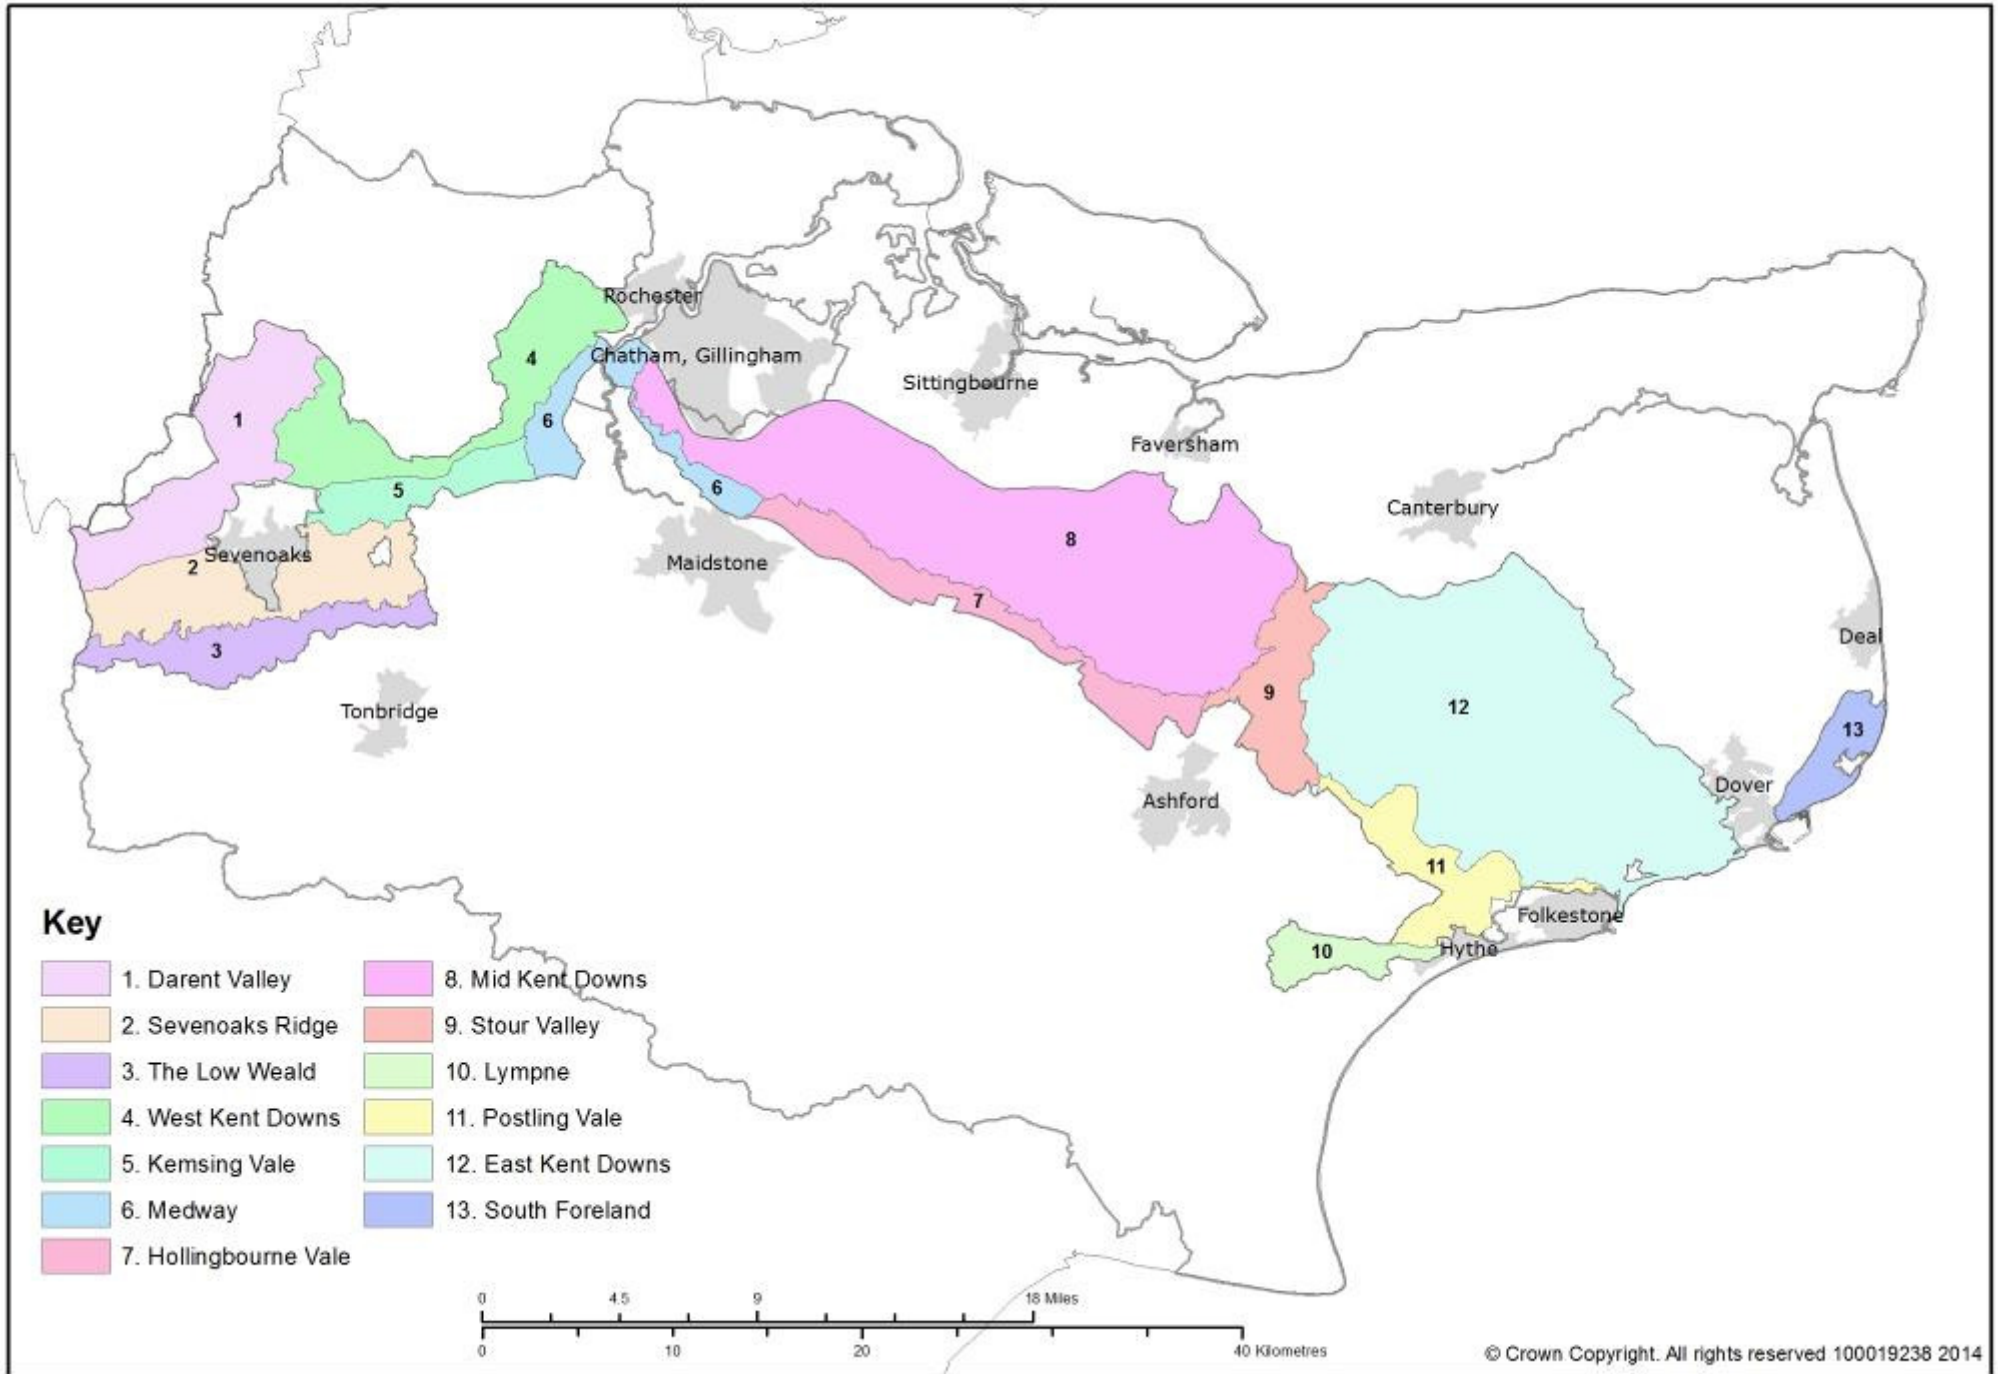 Rochester
4
Chatham, Gillingham
Sittingbourne
1
6
Faversham
5
6
Canterbury
8
Sevenoaks
2
Maidstone
7
Deal
3
9
12
Tonbridge
13
Dover
Ashford
11
Folkestone
10
Hythe
Key
1. Darent Valley
2. Sevenoaks Ridge
3. The Low Weald
4. West Kent Downs
5. Kemsing Vale
6. Medway
7. Hollingbourne Vale
8. Mid Kent Downs
9. Stour Valley
10. Lympne
11. Postling Vale
12. East Kent Downs
13. South Foreland
0 4.5 9 18 Miles
0 10 20 40 Kilometres
© Crown Copyright. All rights reserved 100019238 2014